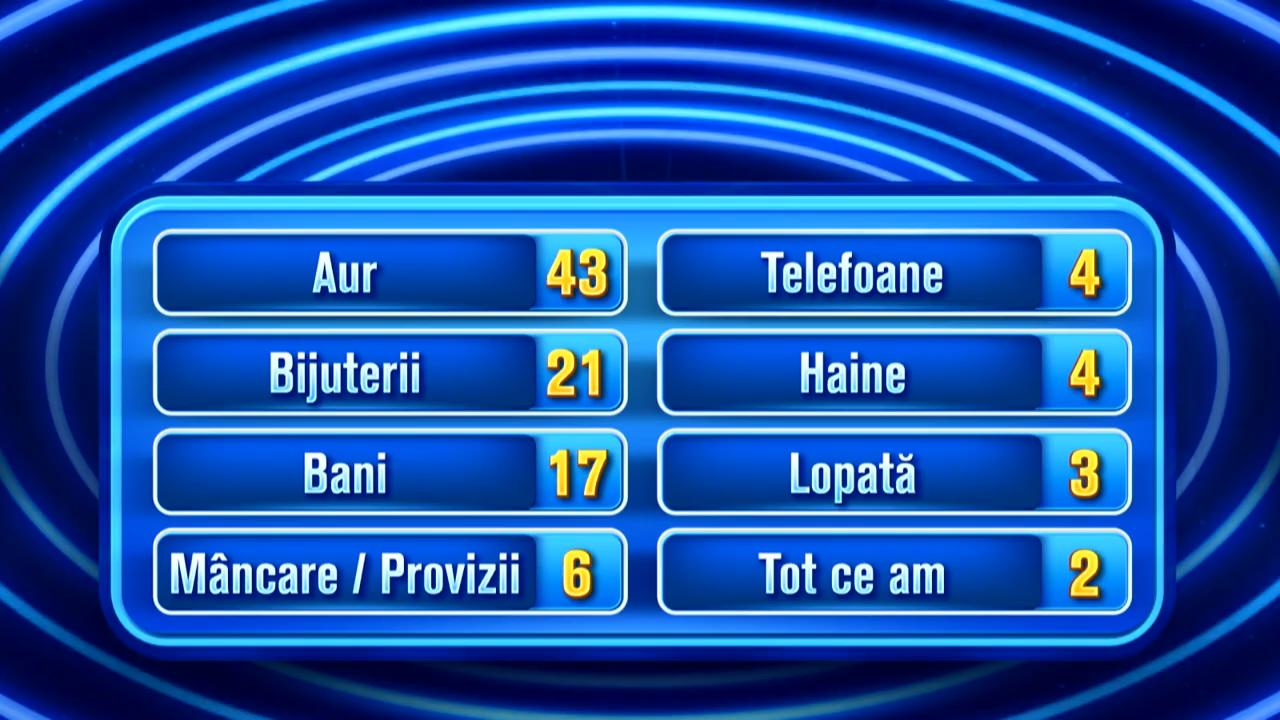 Aur 43
Bijuterii 21
Bani 17
Mâncare / Provizii 6
Telefoane 4
Haine 4
Lopată 3
Tot ce am 2